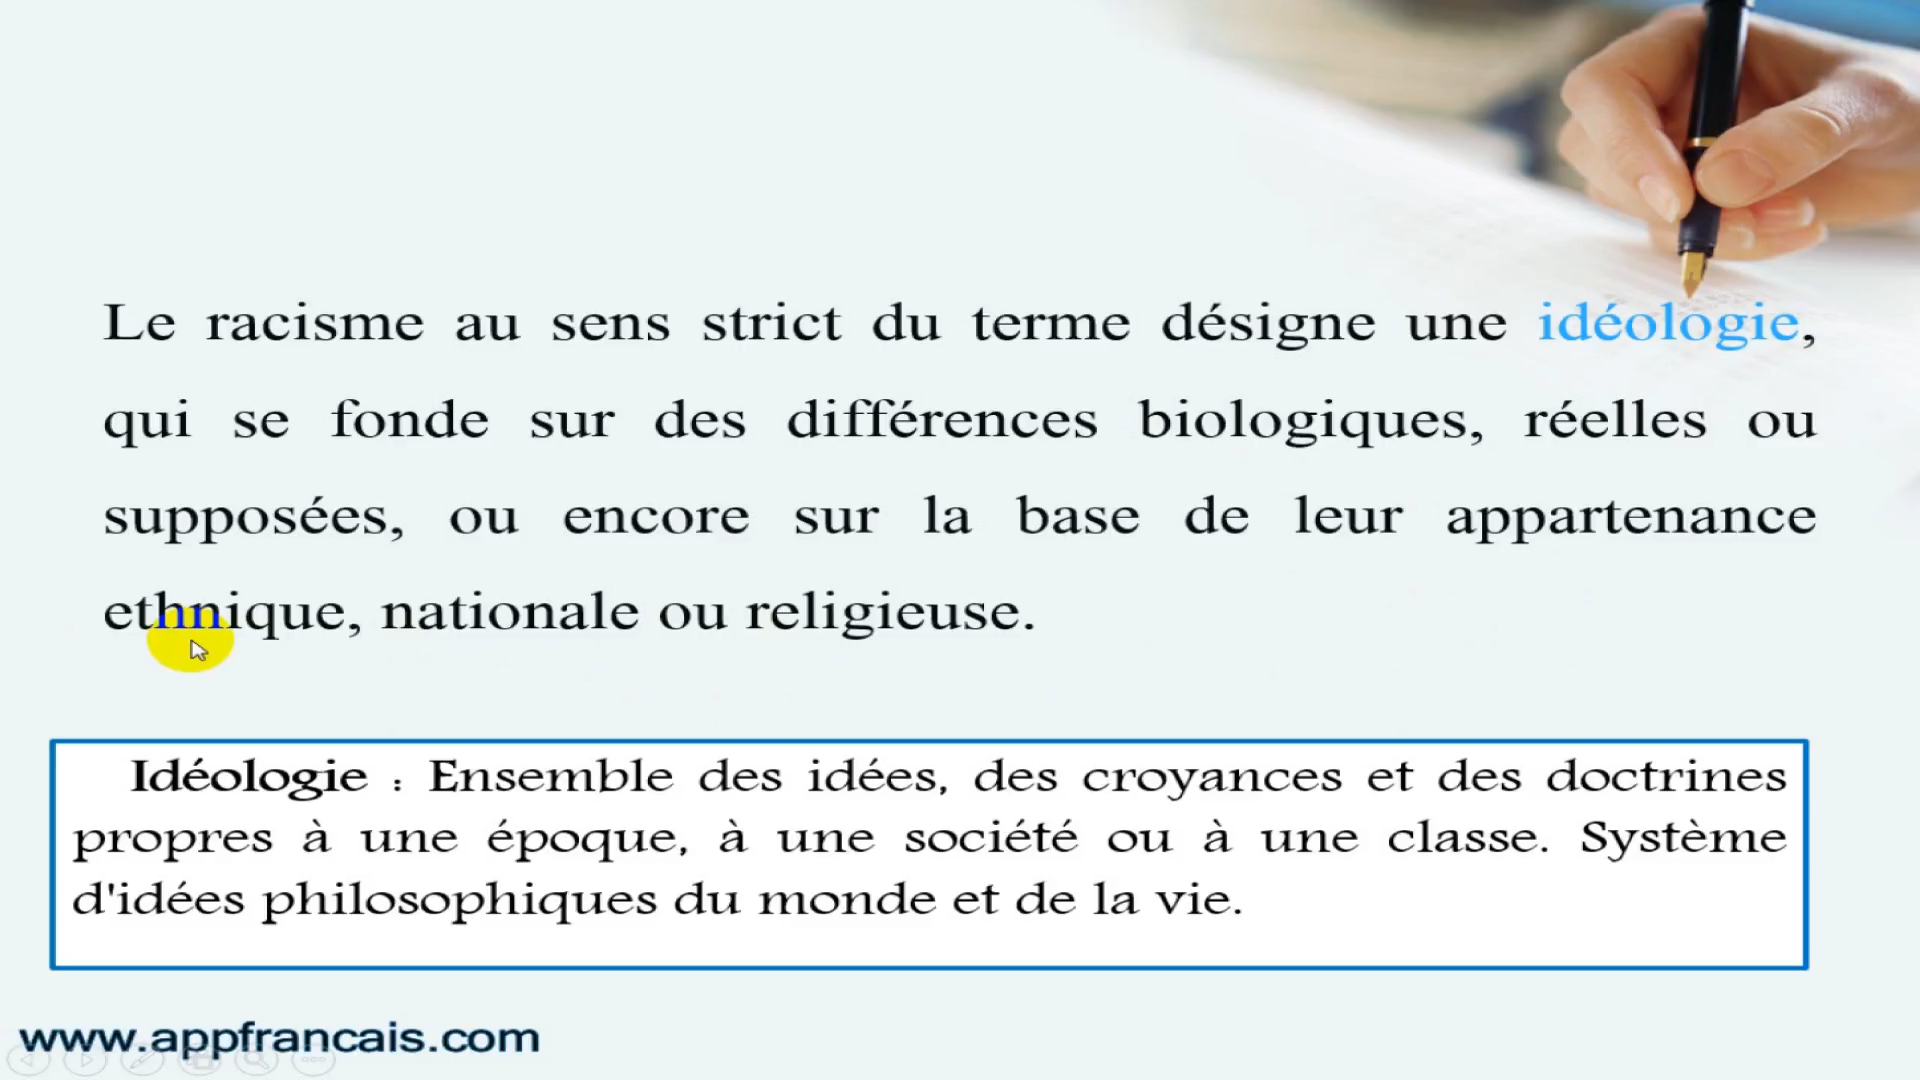 Le racisme au sens strict du terme désigne une idéologie,
qui se fonde sur des différences biologiques, réelles ou
supposées, ou encore sur la base de leur appartenance
ethnique, nationale ou religieuse.
Idéologie : Ensemble des idées, des croyances et des doctrines
propres à une époque, à une société ou à une classe. Système
d'idées philosophiques du monde et de la vie.
www.appfrancais.com